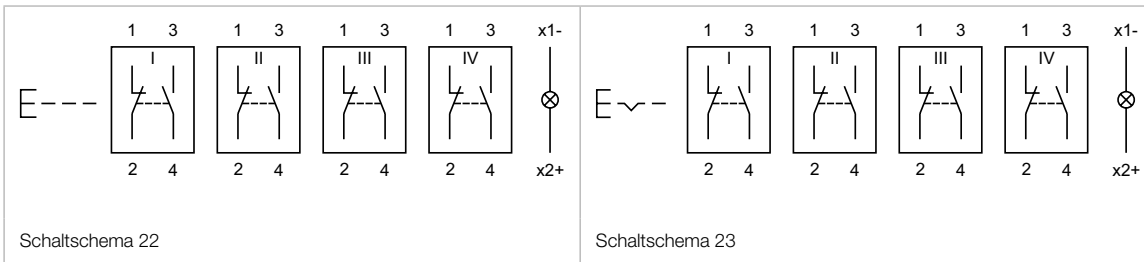 1 3 1 3 1 3 1 3 x1- 1 3 1 3 1 3 1 3 x1-
I II III IV I II III IV
2 4 2 4 2 4 2 4 x2+ 2 4 2 4 2 4 2 4 x2+
Schaltschema 22 Schaltschema 23